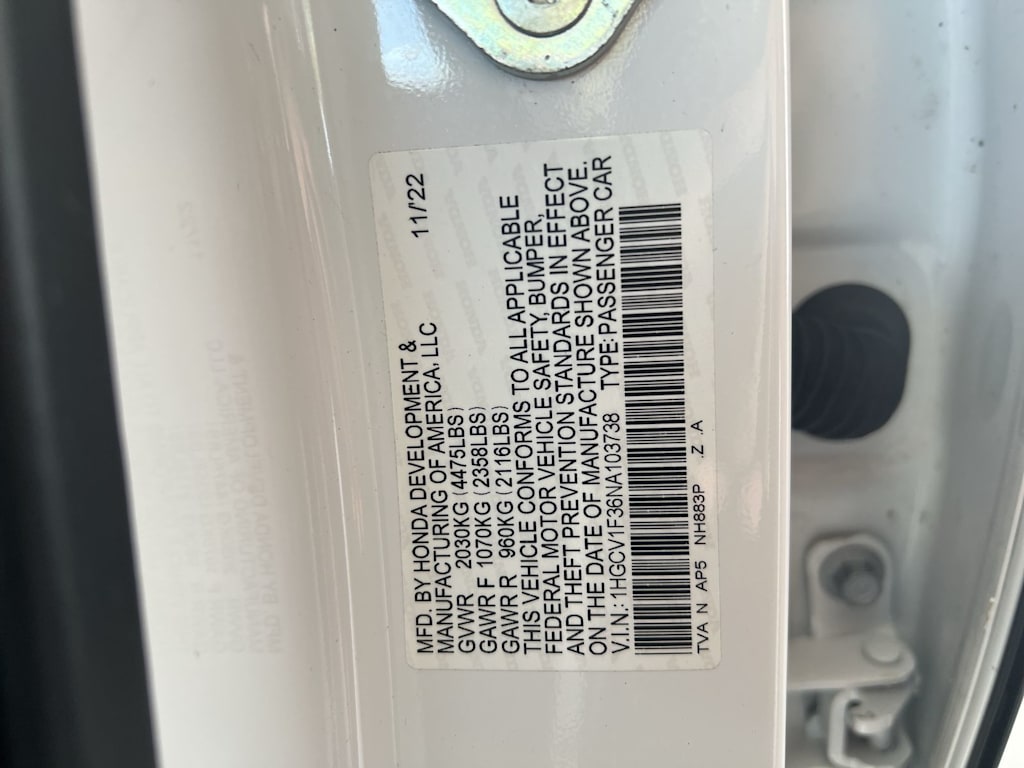 MFD. BY HONDA DEVELOPMENT &
MANUFACTURING OF AMERICA, LLC 11/'22
GVWR 2030KG (4475LBS)
GAWR F 1070KG (2358LBS)
GAWR R 960KG (2116LBS)
THIS VEHICLE CONFORMS TO ALL APPLICABLE
FEDERAL MOTOR VEHICLE SAFETY, BUMPER,
AND THEFT PREVENTION STANDARDS IN EFFECT
ON THE DATE OF MANUFACTURE SHOWN ABOVE.
V.I.N.: 1HGCV1F36NA103738 TYPE: PASSENGER CAR
TVA N AP5 NH883P .Z .A